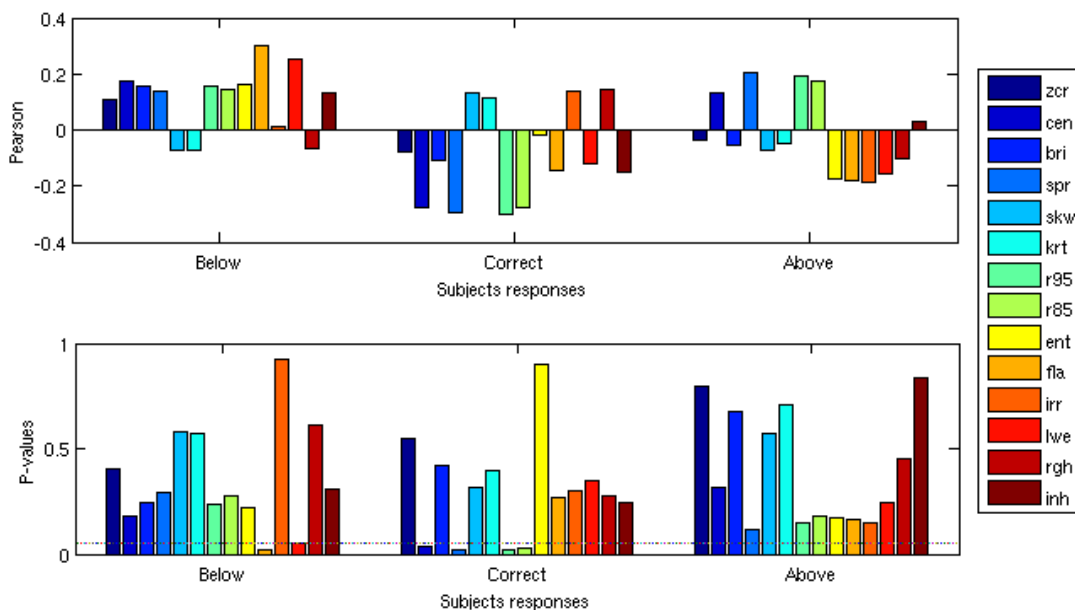 0.4
0.2
0
-0.2
-0.4
Pearson
Below Correct Above
Subjects responses
1
0.5
0
P-values
Below Correct Above
Subjects responses
zcr
cen
bri
spr
skw
krt
r95
r85
ent
fla
irr
lwe
rgh
inh